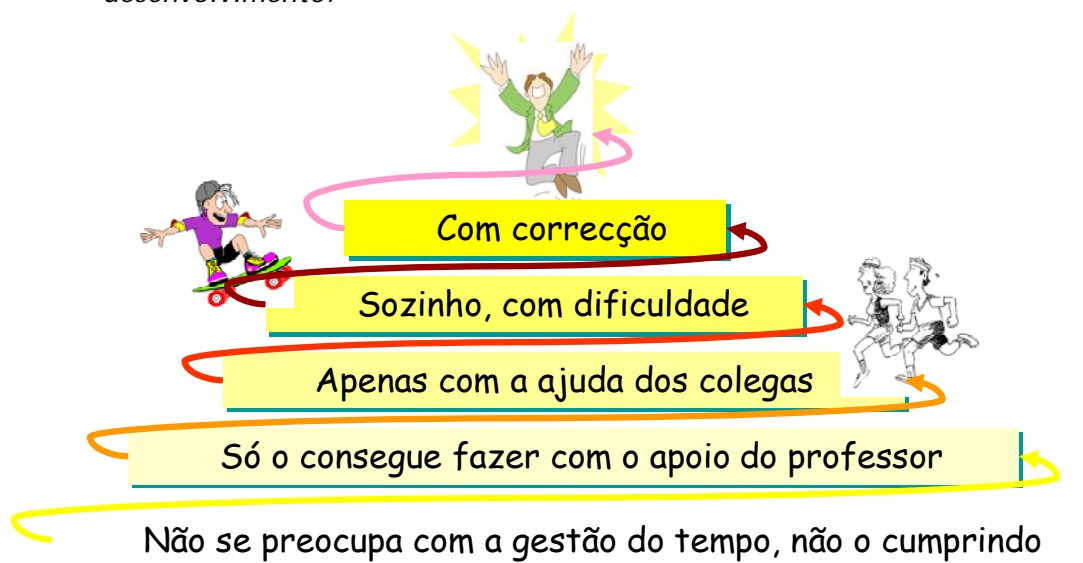 desenvolvimento?
Com correcção
Sozinho, com dificuldade
Apenas com a ajuda dos colegas
Só o consegue fazer com o apoio do professor
Não se preocupa com a gestão do tempo, não o cumprindo